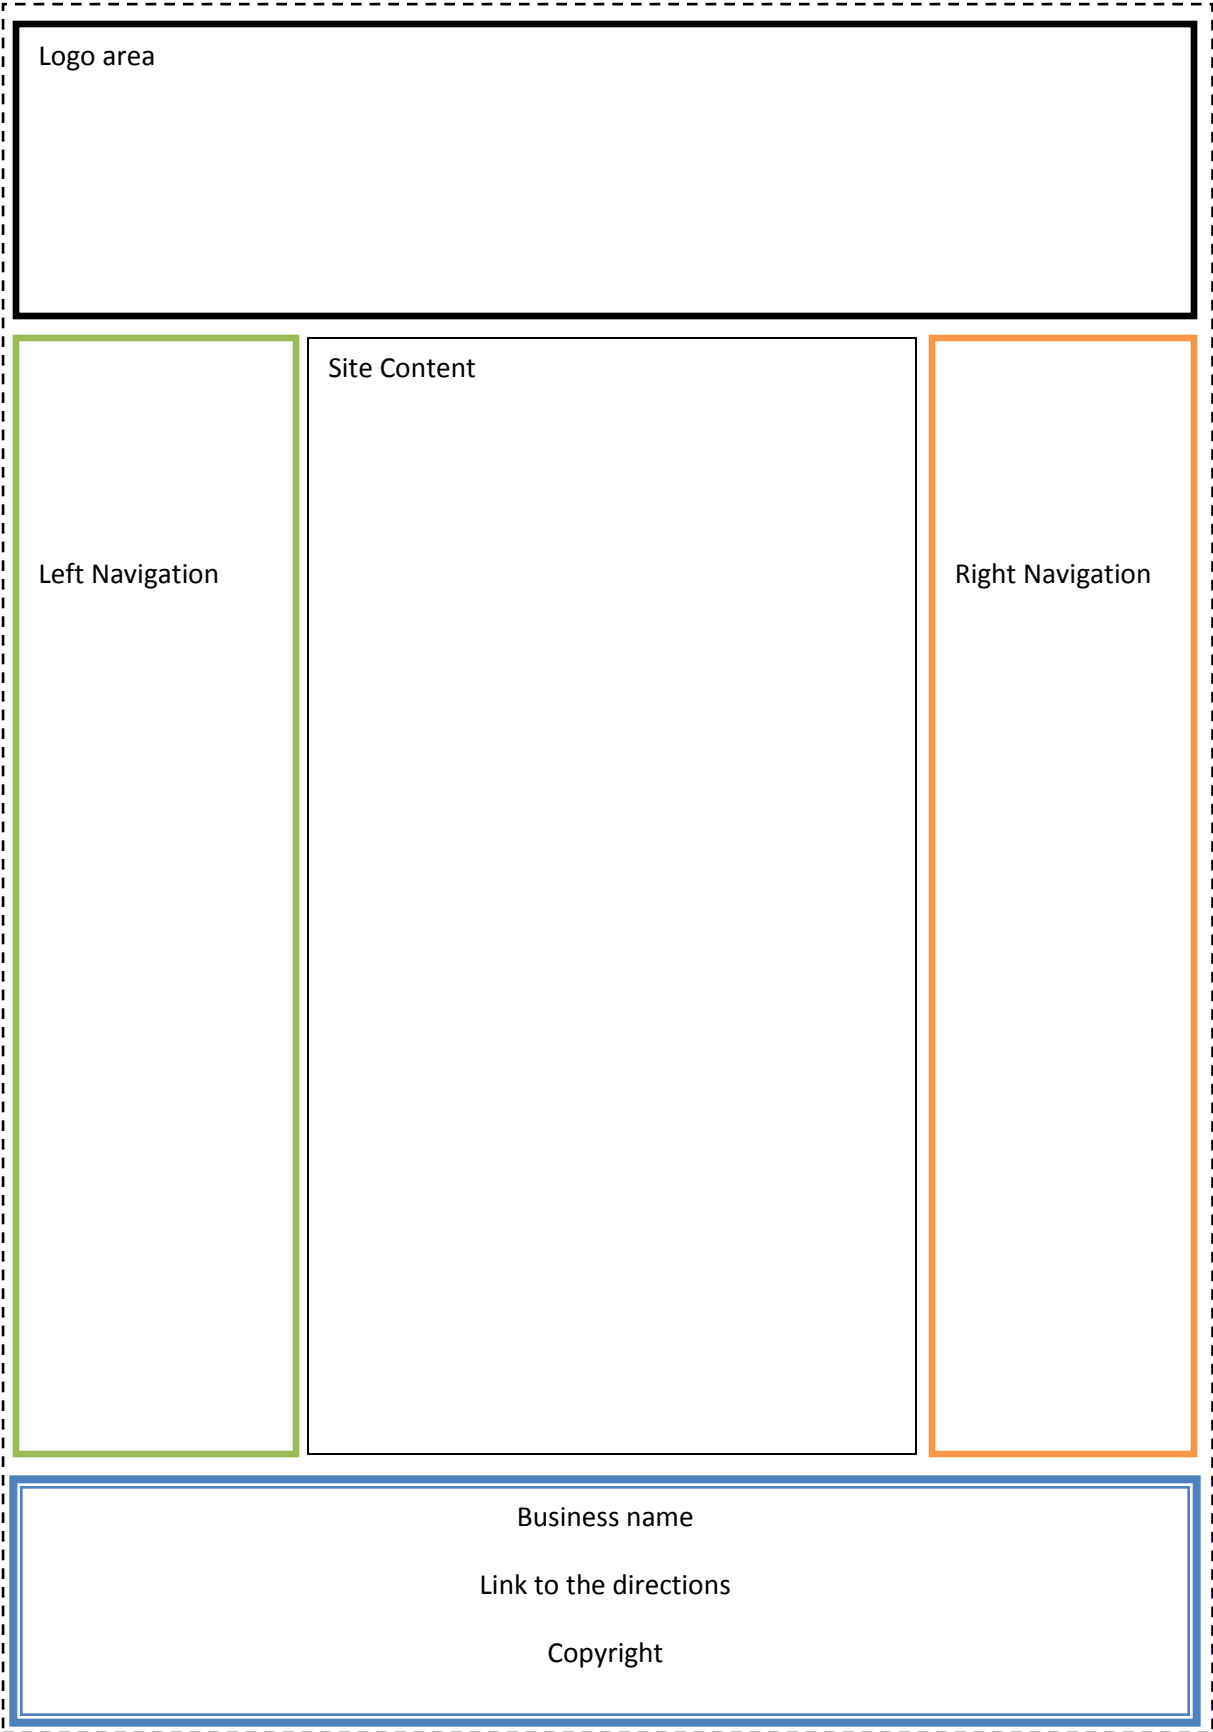 Logo area
Site Content
Left Navigation
Right Navigation
Business name
Link to the directions
Copyright